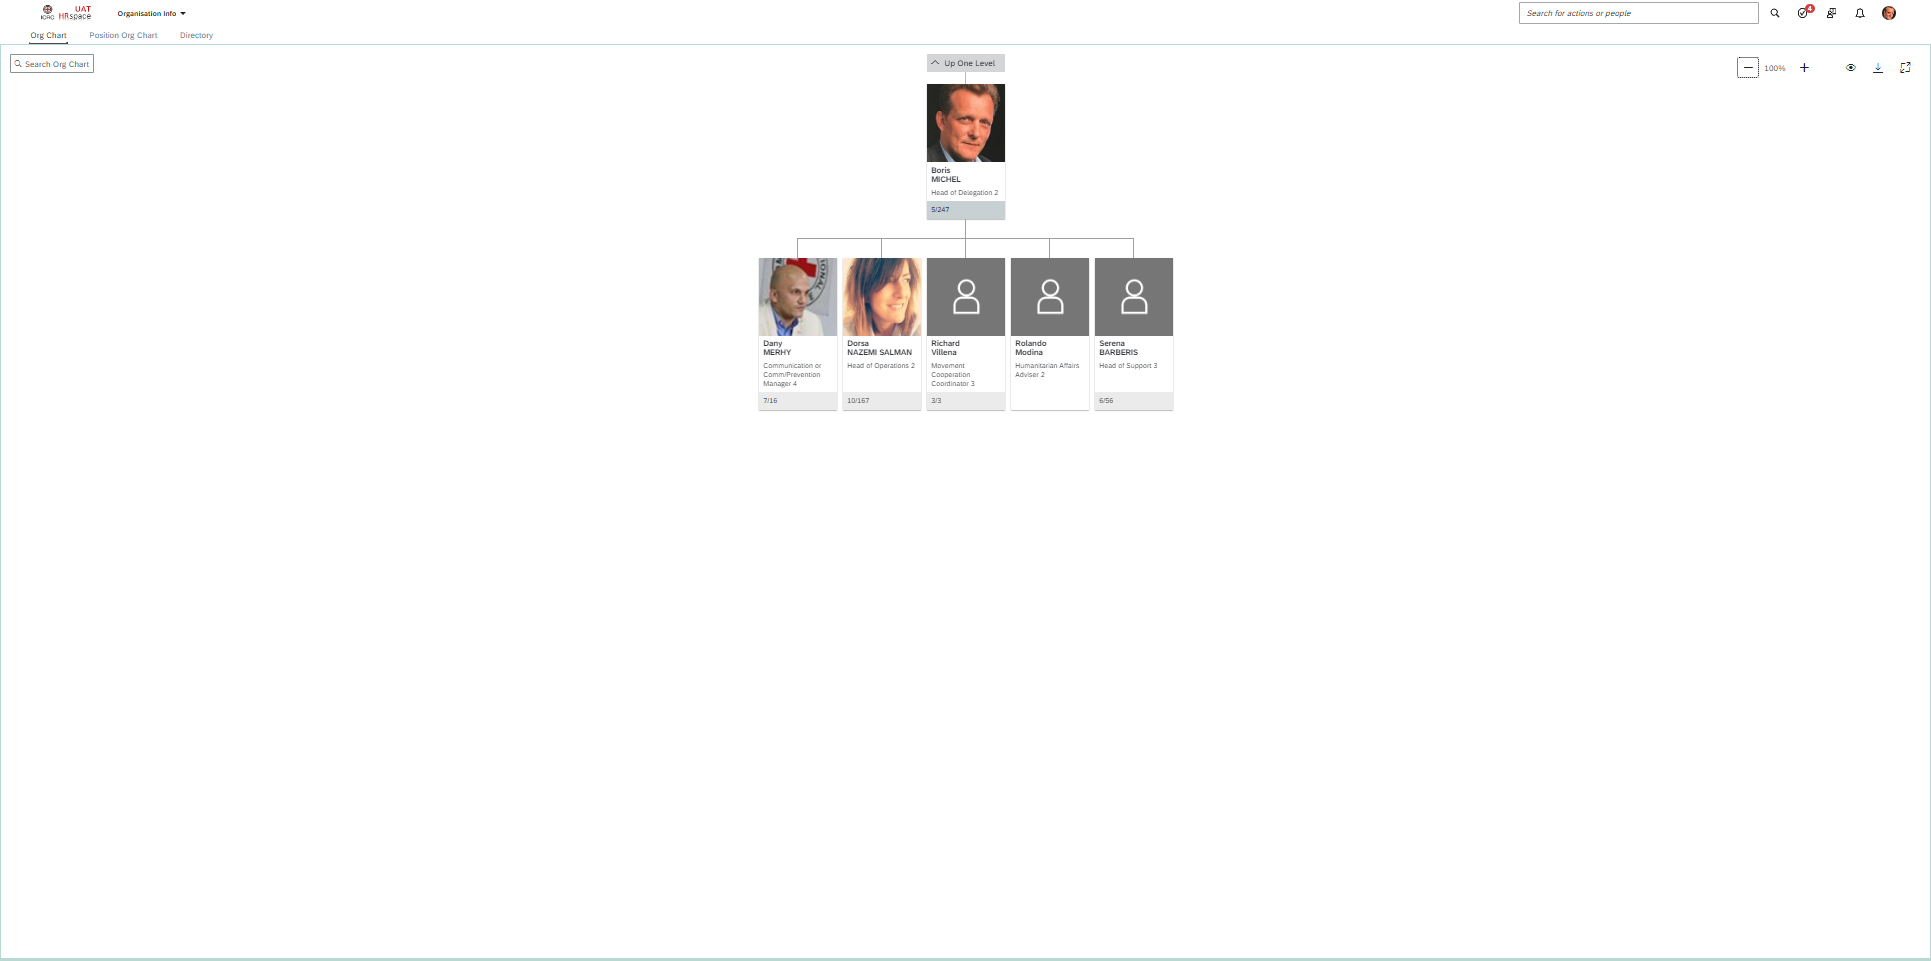 ICRC
UAT
HRspace
Organisation Info
Search for actions or people
4
Org Chart
Position Org Chart
Directory
Search Org Chart
Up One Level
100%
Boris
MICHEL
Head of Delegation 2
5/247
Dany
MERHY
Communication or
Comm/Prevention
Manager 4
7/16
Dorsa
NAZEMI SALMAN
Head of Operations 2
10/167
Richard
Villena
Movement
Cooperation
Coordinator 3
3/3
Rolando
Modina
Humanitarian Affairs
Adviser 2
Serena
BARBERIS
Head of Support 3
6/56